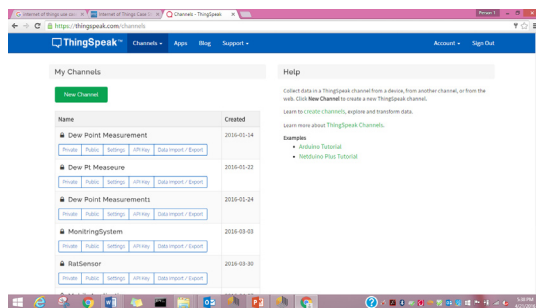 internet of things use con
Internet of Things Case S
Channels - ThingSpeak
Person 1
https://thingspeak.com/channels
ThingSpeak™
Channels
Apps
Blog
Support
Account
Sign Out
My Channels
New Channel
Name Created
Dew Point Measurement 2016-01-14
Private Public Settings API Key Data Import / Export
Dew Pt Measeure 2016-01-22
Private Public Settings API Key Data Import / Export
Dew Point Measurement1 2016-01-24
Private Public Settings API Key Data Import / Export
MonitringSystem 2016-03-03
Private Public Settings API Key Data Import / Export
RatSensor 2016-03-30
Private Public Settings API Key Data Import / Export
Help
Collect data in a ThingSpeak channel from a device, from another channel, or from the
web. Click New Channel to create a new ThingSpeak channel.
Learn to create channels, explore and transform data.
Learn more about ThingSpeak Channels.
Examples
Arduino Tutorial
Netduino Plus Tutorial